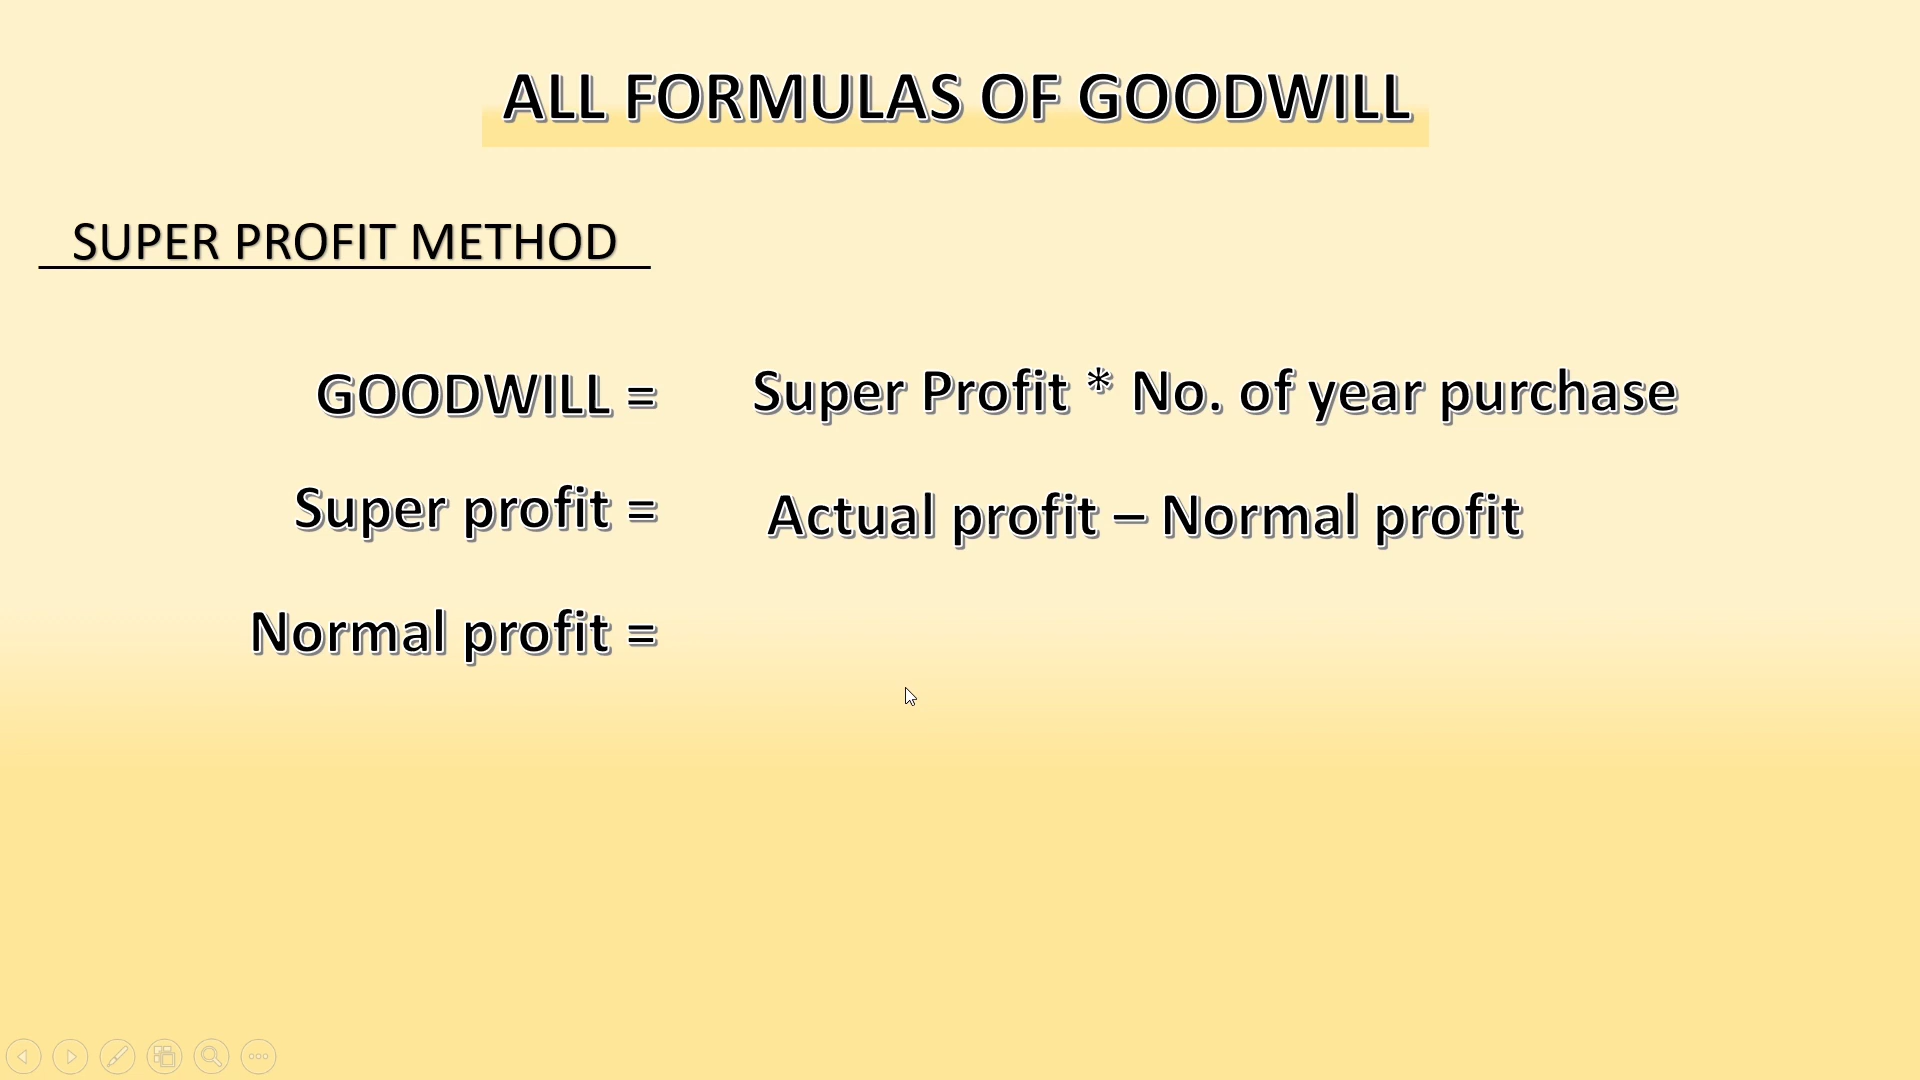 ALL FORMULAS OF GOODWILL
SUPER PROFIT METHOD
GOODWILL = Super Profit * No. of year purchase
Super profit = Actual profit – Normal profit
Normal profit =